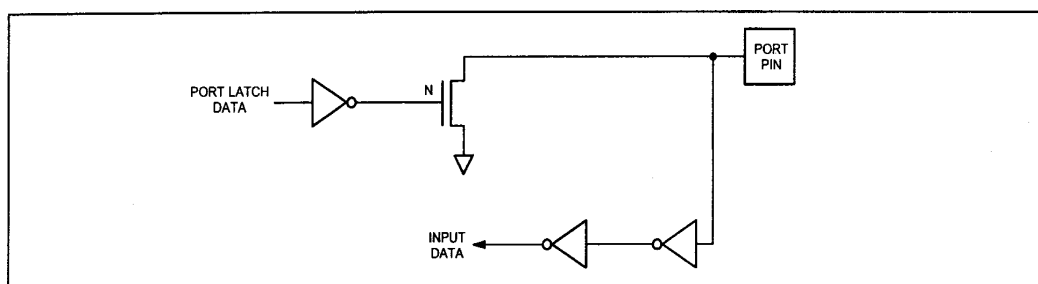 PORT
PIN
PORT LATCH
DATA
N
INPUT
DATA